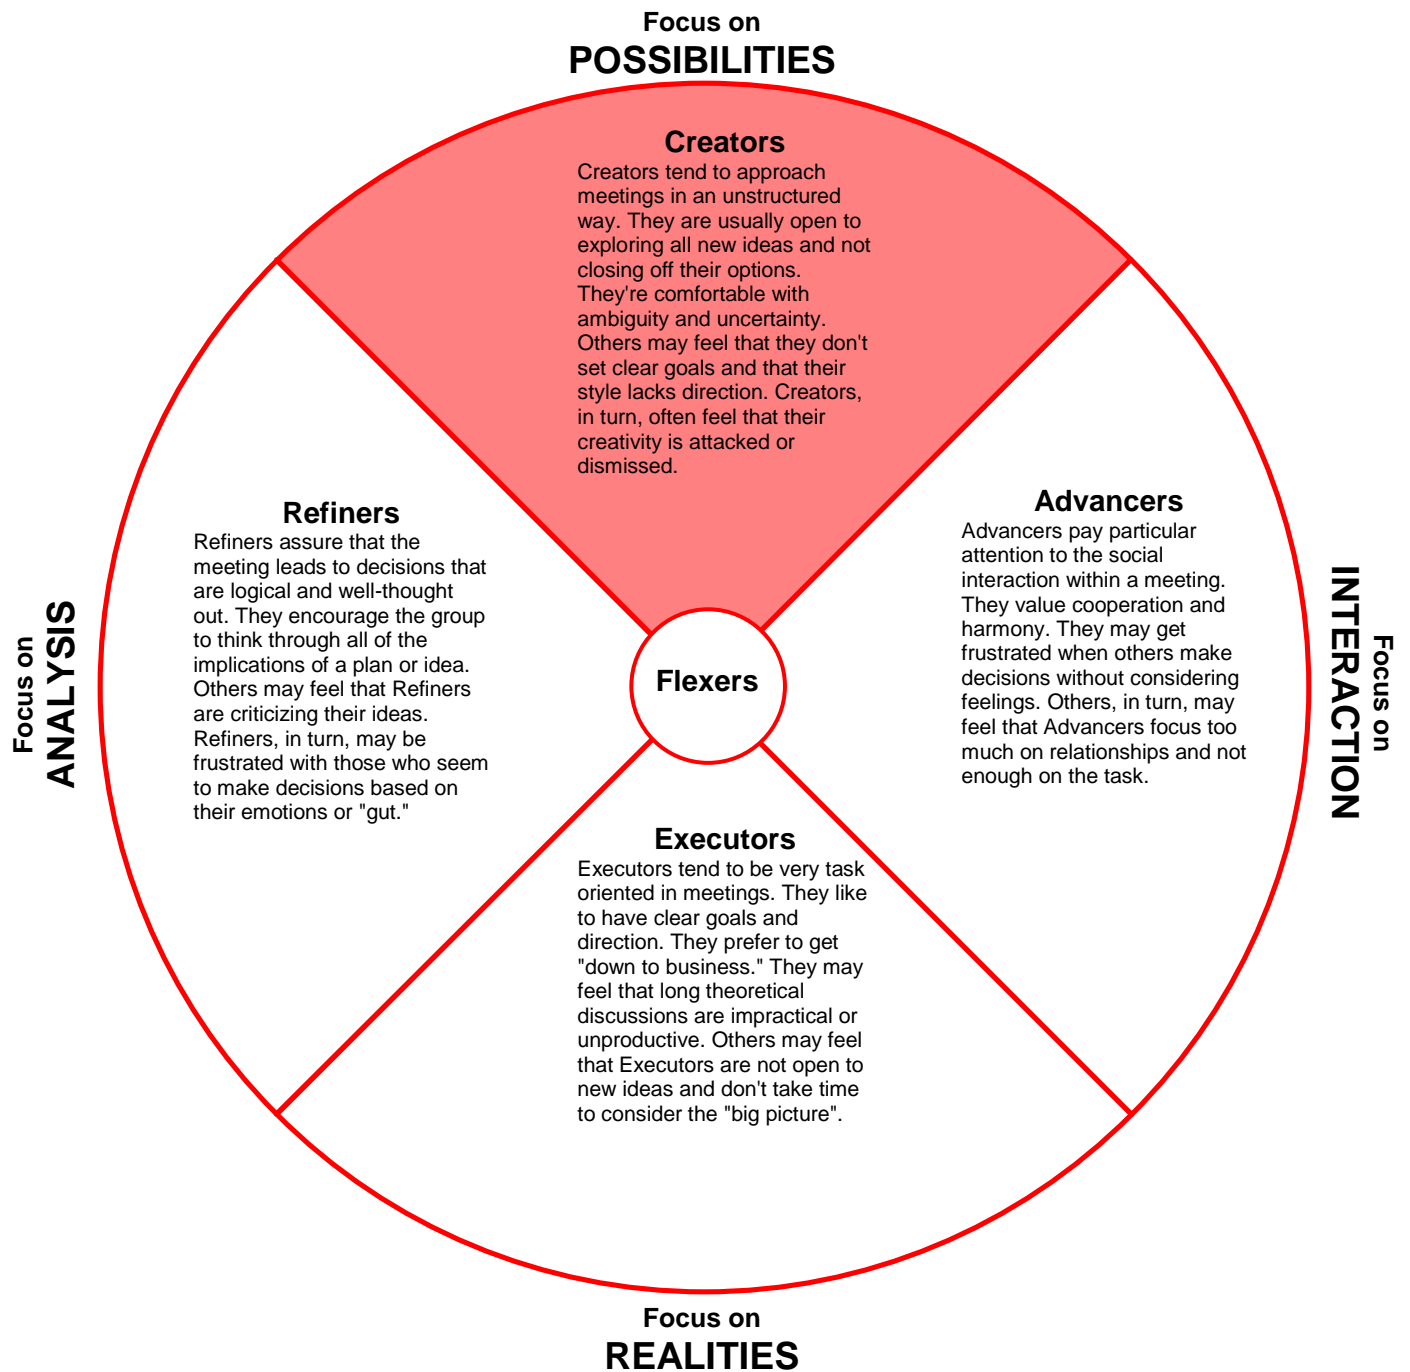 Focus on
POSSIBILITIES
Creators
Creators tend to approach
meetings in an unstructured
way. They are usually open to
exploring all new ideas and not
closing off their options.
They're comfortable with
ambiguity and uncertainty.
Others may feel that they don't
set clear goals and that their
style lacks direction. Creators,
in turn, often feel that their
creativity is attacked or
dismissed.
Focus on
ANALYSIS
Refiners
Refiners assure that the
meeting leads to decisions that
are logical and well-thought
out. They encourage the group
to think through all of the
implications of a plan or idea.
Others may feel that Refiners
are criticizing their ideas.
Refiners, in turn, may be
frustrated with those who seem
to make decisions based on
their emotions or "gut."
Flexers
Advancers
Advancers pay particular
attention to the social
interaction within a meeting.
They value cooperation and
harmony. They may get
frustrated when others make
decisions without considering
feelings. Others, in turn, may
feel that Advancers focus too
much on relationships and not
enough on the task.
Focus on
INTERACTION
Executors
Executors tend to be very task
oriented in meetings. They like
to have clear goals and
direction. They prefer to get
"down to business." They may
feel that long theoretical
discussions are impractical or
unproductive. Others may feel
that Executors are not open to
new ideas and don't take time
to consider the "big picture".
Focus on
REALITIES